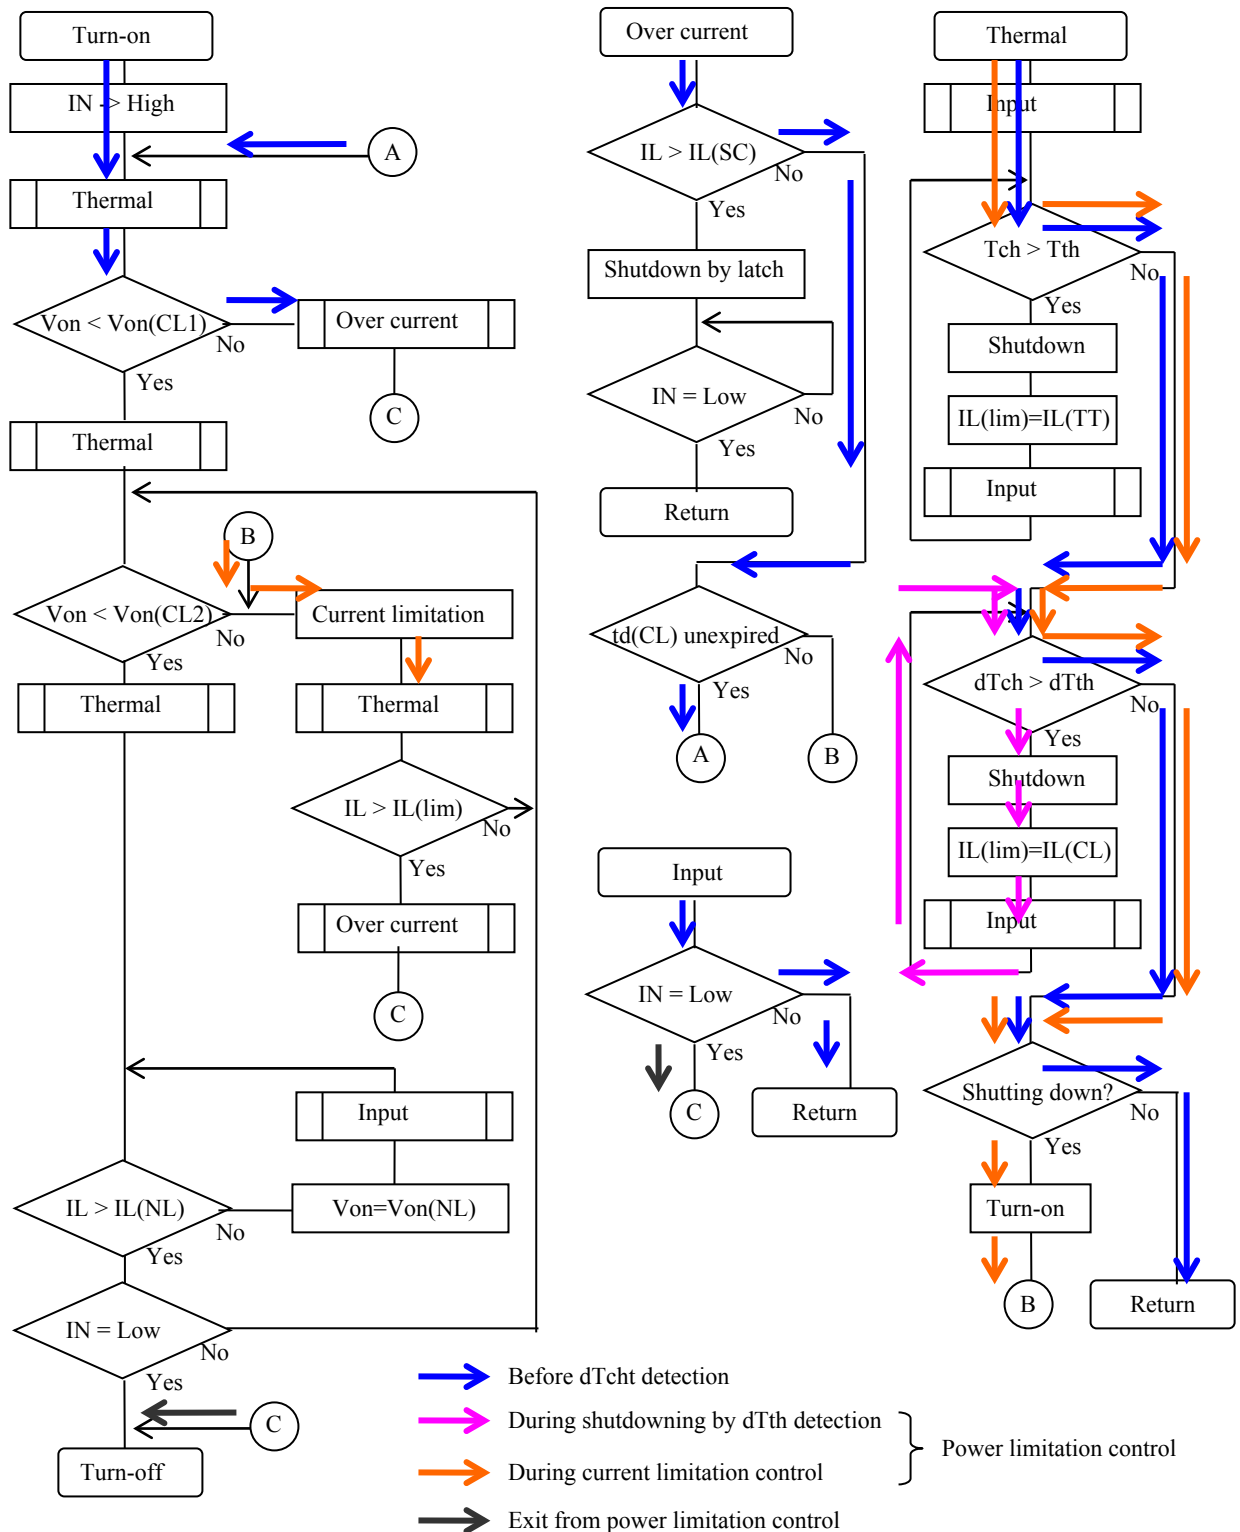 Turn-on
IN -> High
A
Thermal
Von < Von(CL1)
No
Yes
Over current
C
Thermal
B
Von < Von(CL2)
No
Yes
Current limitation
Thermal
Thermal
IL > IL(lim)
No
Yes
Over current
C
Input
IL > IL(NL)
No
Yes
Von=Von(NL)
IN = Low
No
Yes
C
Turn-off
Over current
IL > IL(SC)
No
Yes
Shutdown by latch
IN = Low
No
Yes
Return
td(CL) unexpired
No
Yes
A
B
Input
IN = Low
No
Yes
C
Return
Thermal
Input
Tch > Tth
No
Yes
Shutdown
IL(lim)=IL(TT)
Input
dTch > dTth
No
Yes
Shutdown
IL(lim)=IL(CL)
Input
Shutting down?
No
Yes
Turn-on
B
Return
Before dTcht detection
During shutdowning by dTth detection
During current limitation control
Power limitation control
Exit from power limitation control